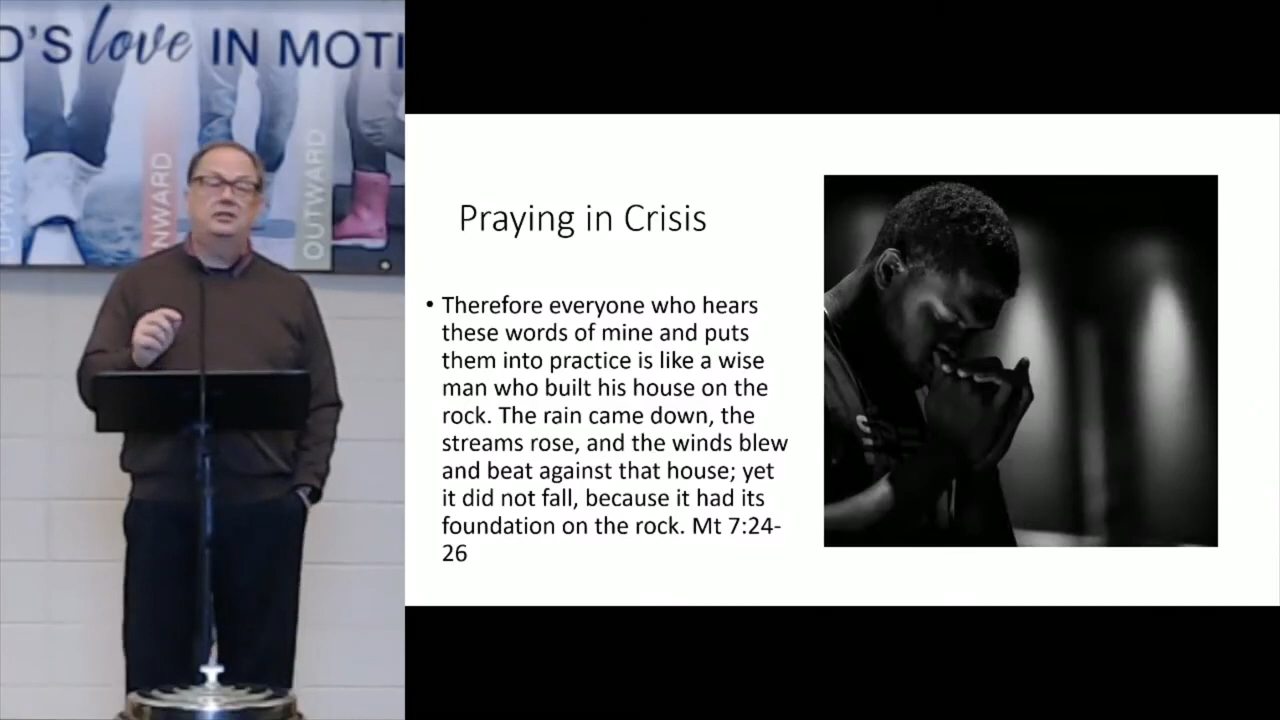 D'S love IN MOTI
UPWARD
INWARD
OUTWARD
Praying in Crisis
• Therefore everyone who hears
these words of mine and puts
them into practice is like a wise
man who built his house on the
rock. The rain came down, the
streams rose, and the winds blew
and beat against that house; yet
it did not fall, because it had its
foundation on the rock. Mt 7:24-
26